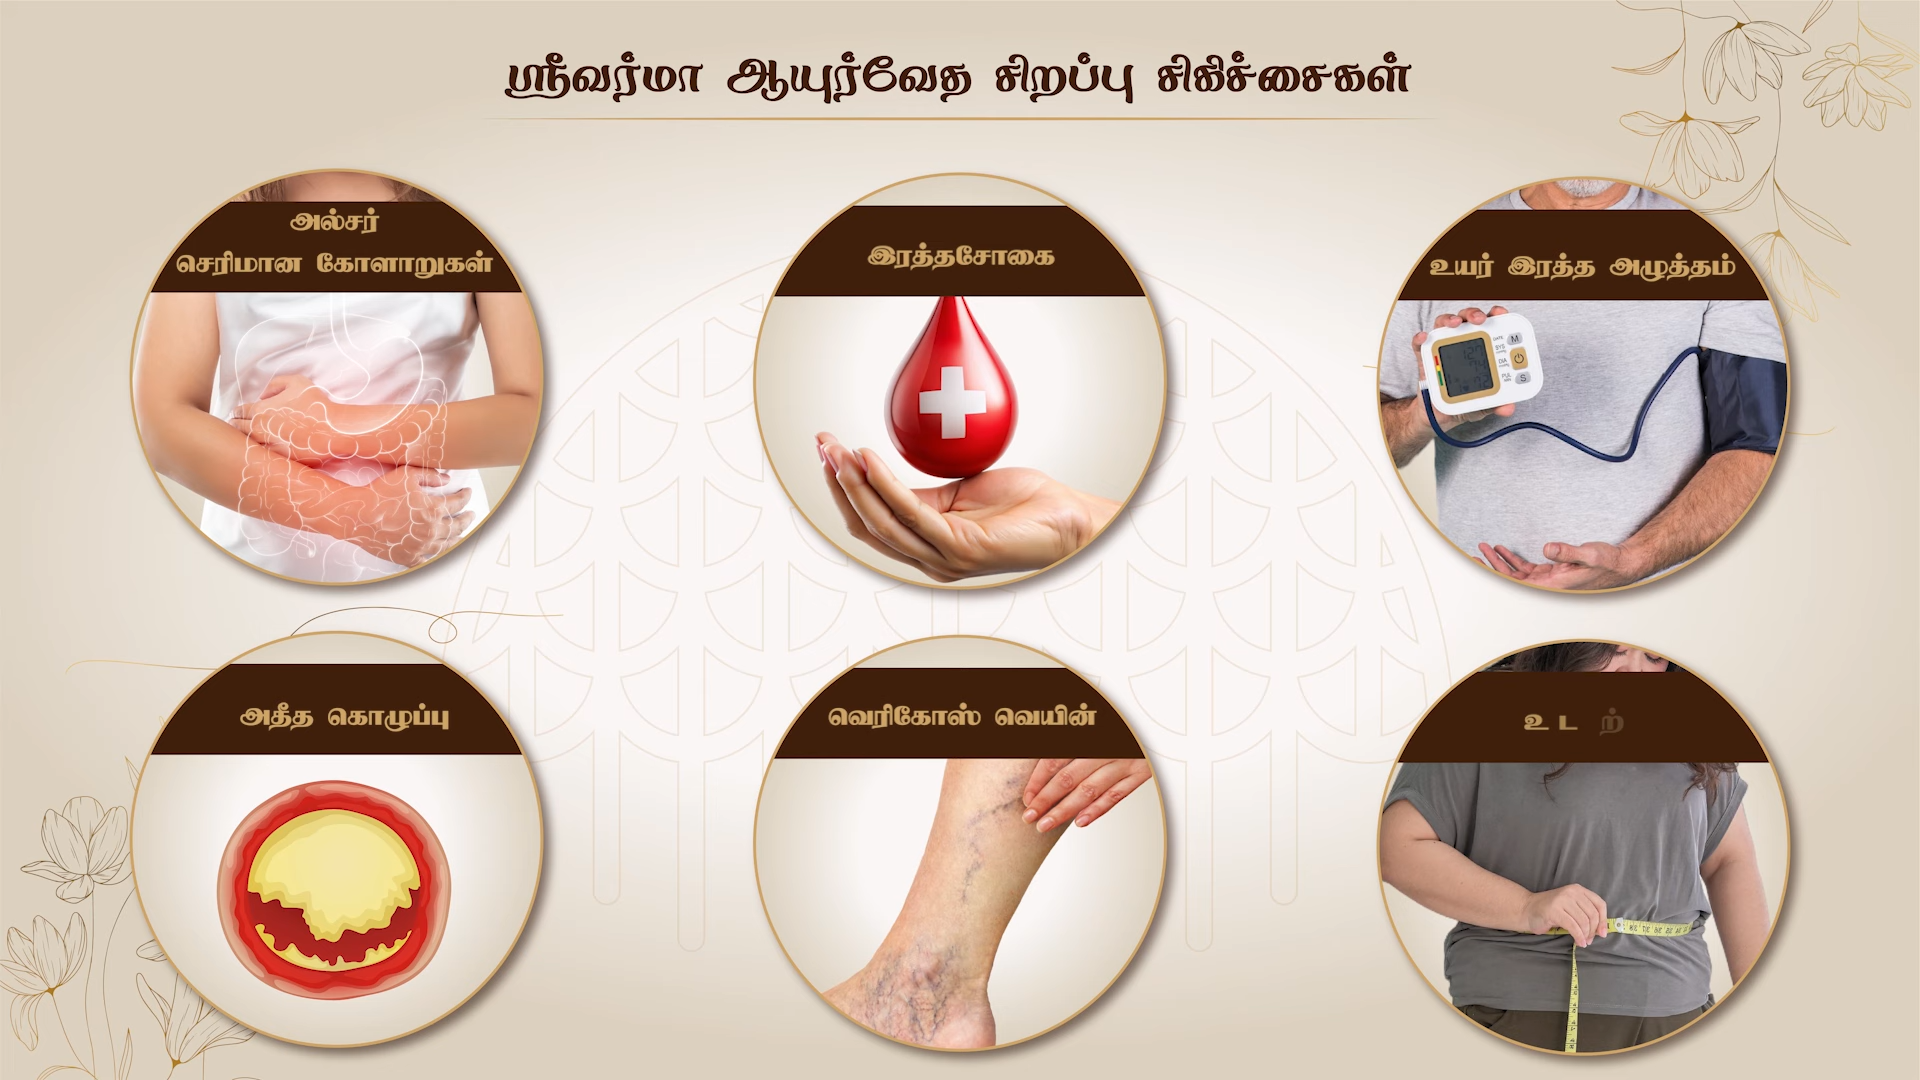 ஸ்ரீவர்மா ஆயுர்வேத சிறப்பு சிகிச்சைகள்
அல்சர்
செரிமான கோளாறுகள்
இரத்தசோகை
உயர் இரத்த அழுத்தம்
அதீத கொழுப்பு
வெரிகோஸ் வெயின்